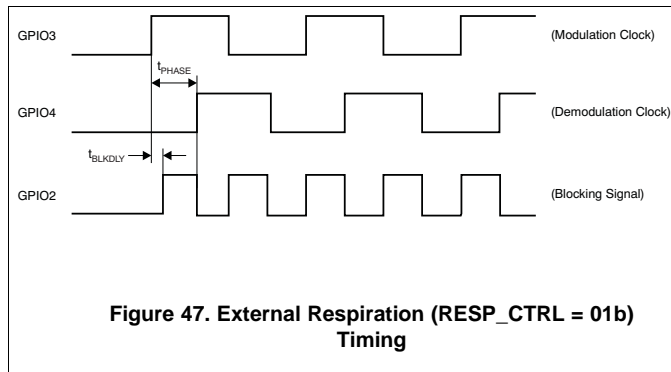 GPIO3
(Modulation Clock)
tPHASE
GPIO4
(Demodulation Clock)
tBLKDLY
GPIO2
(Blocking Signal)
Figure 47. External Respiration (RESP_CTRL = 01b)
Timing